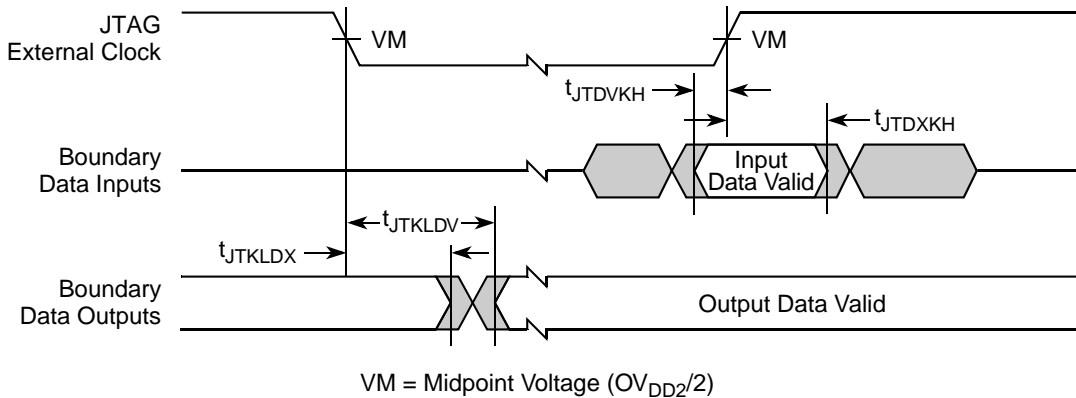 JTAG
External Clock
VM
VM
tJTDVKH
tJTDXKH
Boundary
Data Inputs
Input
Data Valid
tJTKLDV
tJTKLDX
Boundary
Data Outputs
Output Data Valid
VM = Midpoint Voltage (OVDD2/2)